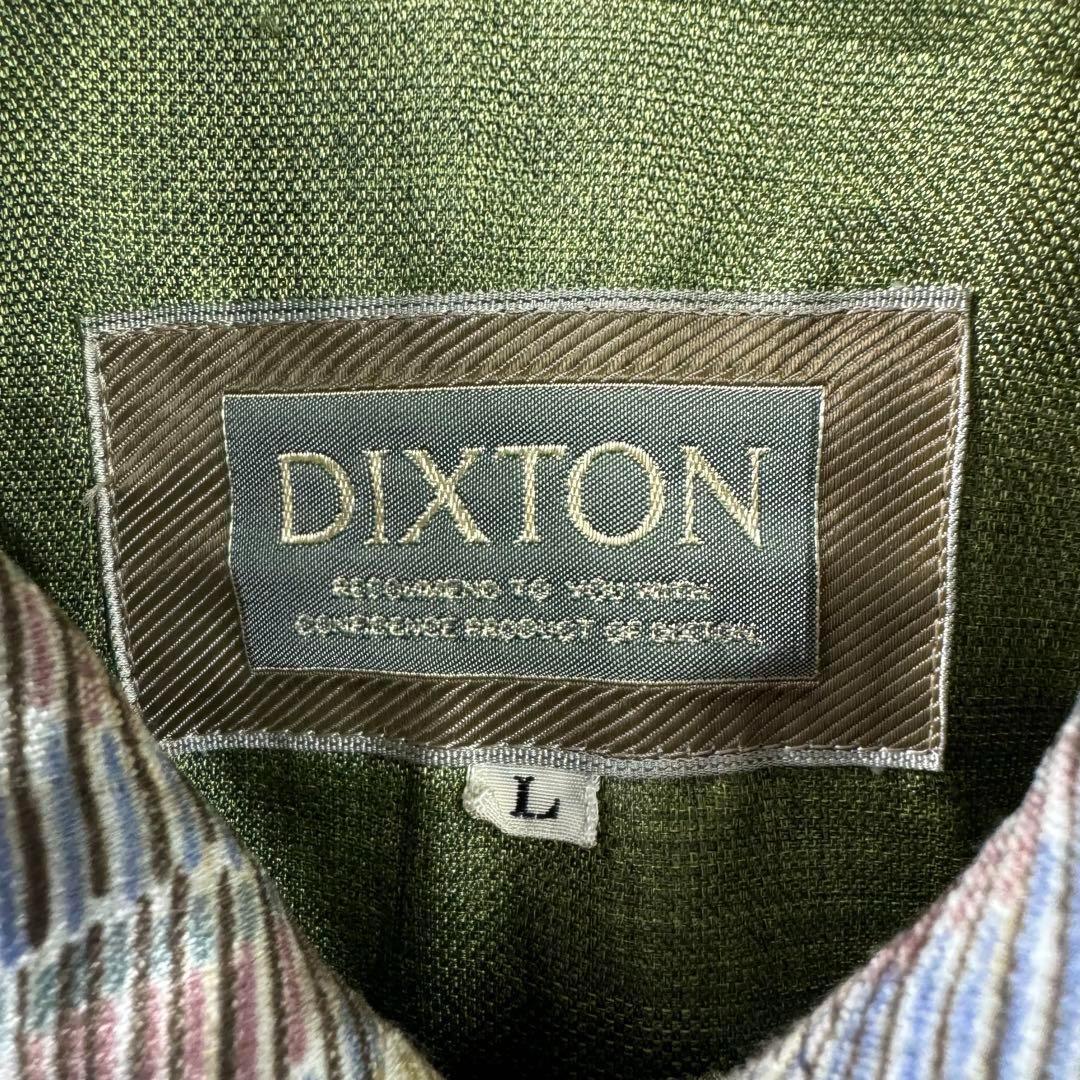 DIXTON
RECOMMEND TO YOU WITH
CONFIDENCE PRODUCT OF DIXTON.
L